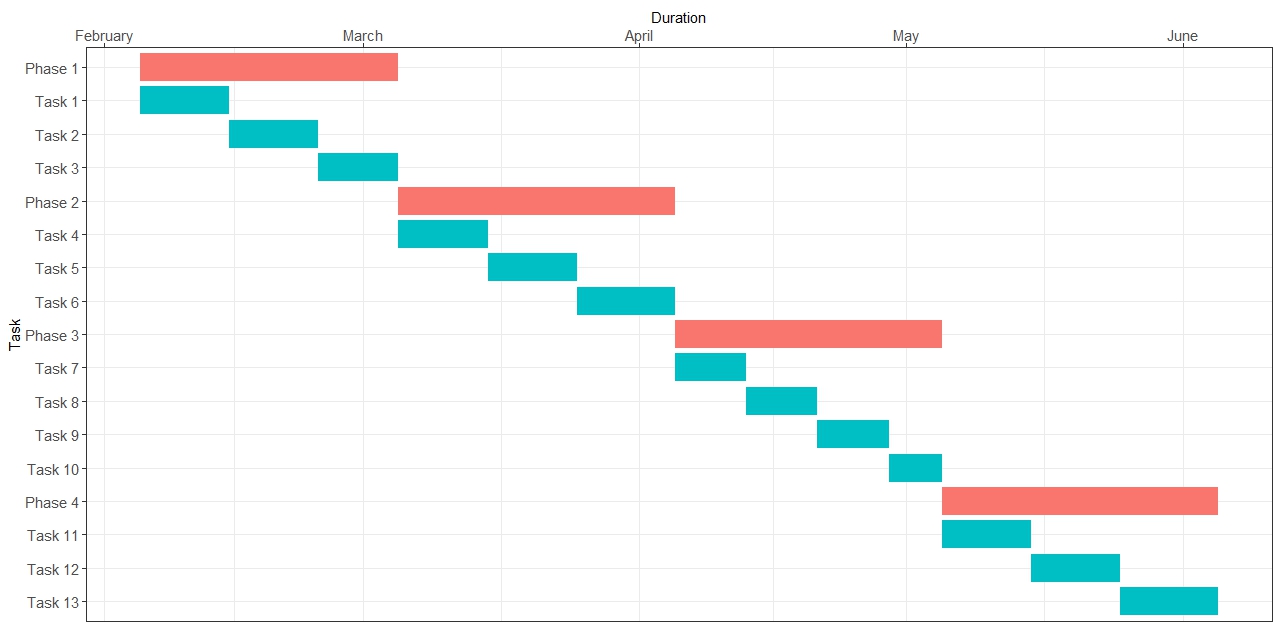 Duration
February March April May June
Phase 1
Task 1
Task 2
Task 3
Phase 2
Task 4
Task 5
Task 6
Task
Phase 3
Task 7
Task 8
Task 9
Task 10
Phase 4
Task 11
Task 12
Task 13